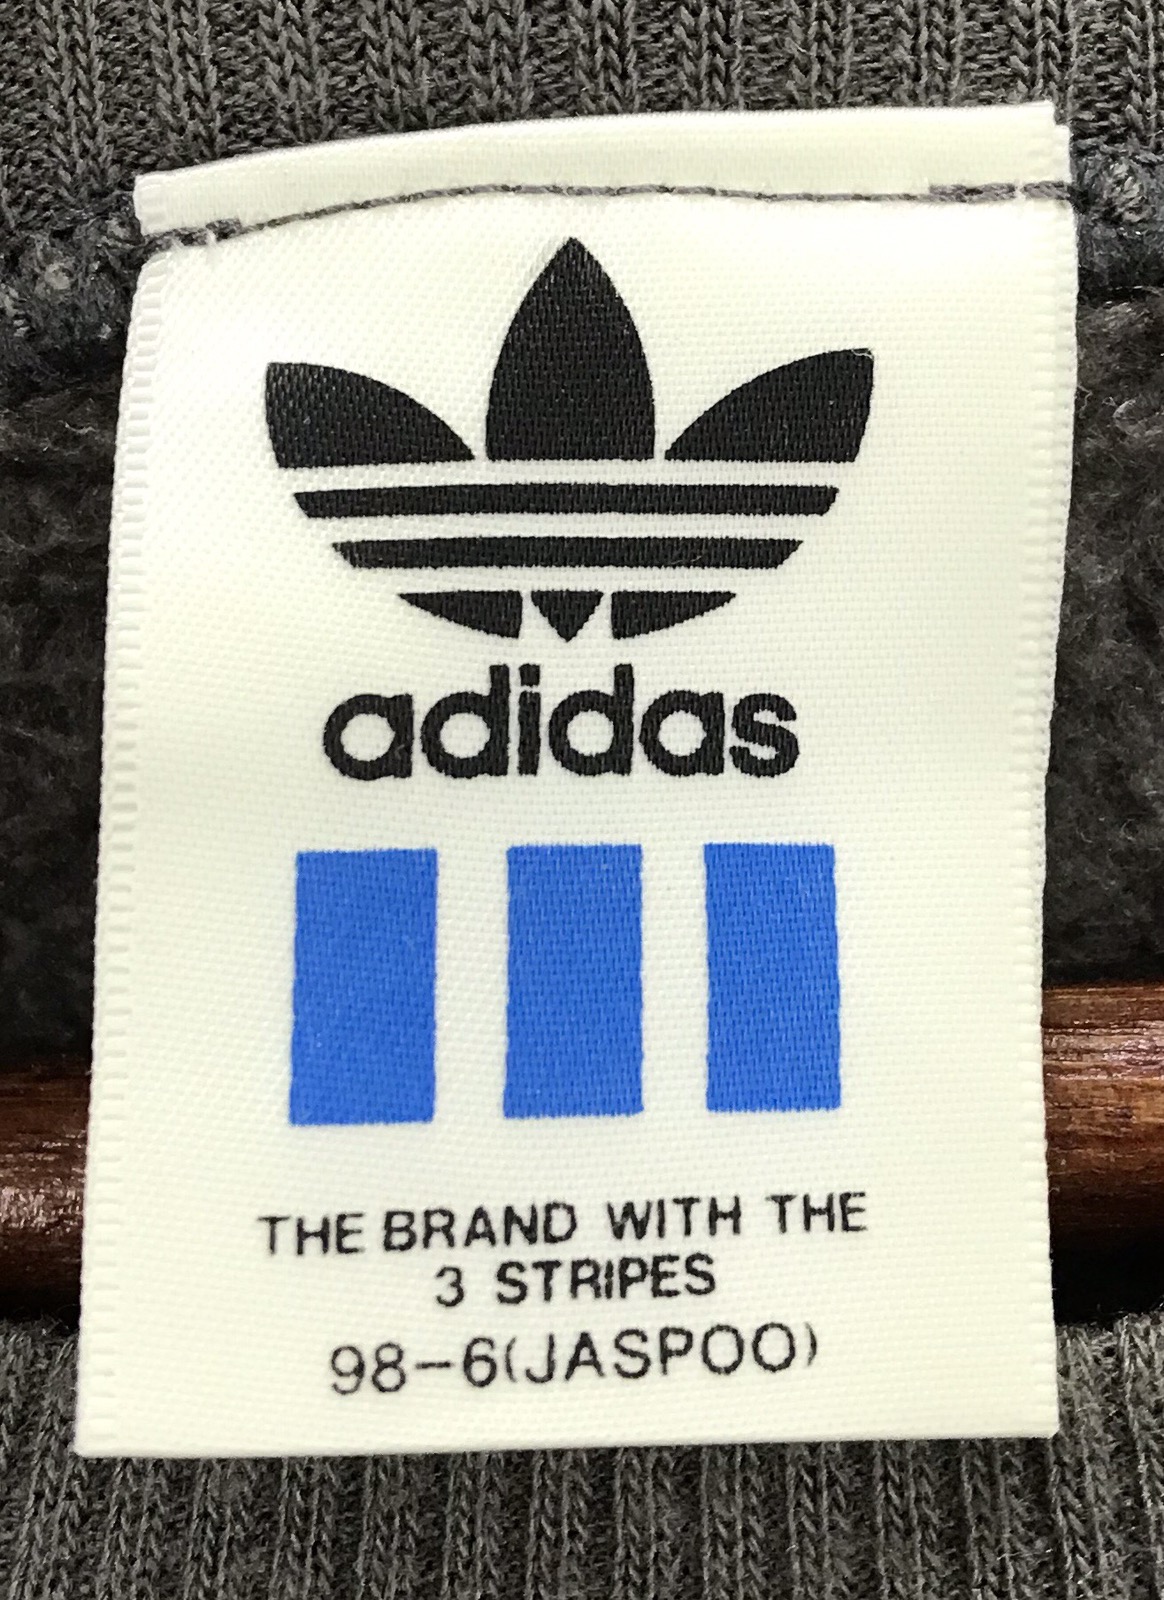 adidas
THE BRAND WITH THE
3 STRIPES
98-6(JASPOO)